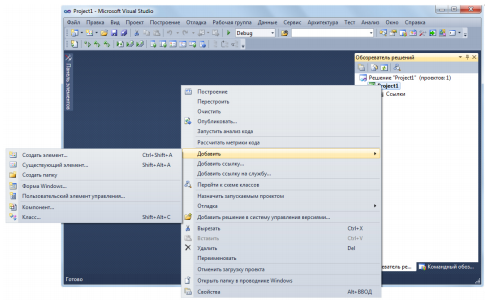 Project1 - Microsoft Visual Studio
Файл Правка Вид Проект Построение Отладка Рабочая группа Данные Сервис Архитектура Тест Анализ Окно Справка
Debug
Панель элементов
Обозреватель решений
Решение "Project1" (проектов: 1)
Project1
Ссылки
Построение
Перестроить
Очистить
Опубликовать...
Запустить анализ кода
Рассчитать метрики кода
Добавить
Добавить ссылку...
Добавить ссылку на службу...
Перейти к схеме классов
Назначить запускаемым проектом
Отладка
Добавить решение в систему управления версиями...
Вырезать Ctrl+X
Вставить Ctrl+V
Удалить Del
Переименовать
Отменить загрузку проекта
Открыть папку в проводнике Windows
Свойства Alt+ВВОД
Создать элемент... Ctrl+Shift+A
Существующий элемент... Shift+Alt+A
Создать папку
Форма Windows...
Пользовательский элемент управления...
Компонент...
Класс... Shift+Alt+C
еватель ре... Командный обоз...
Готово